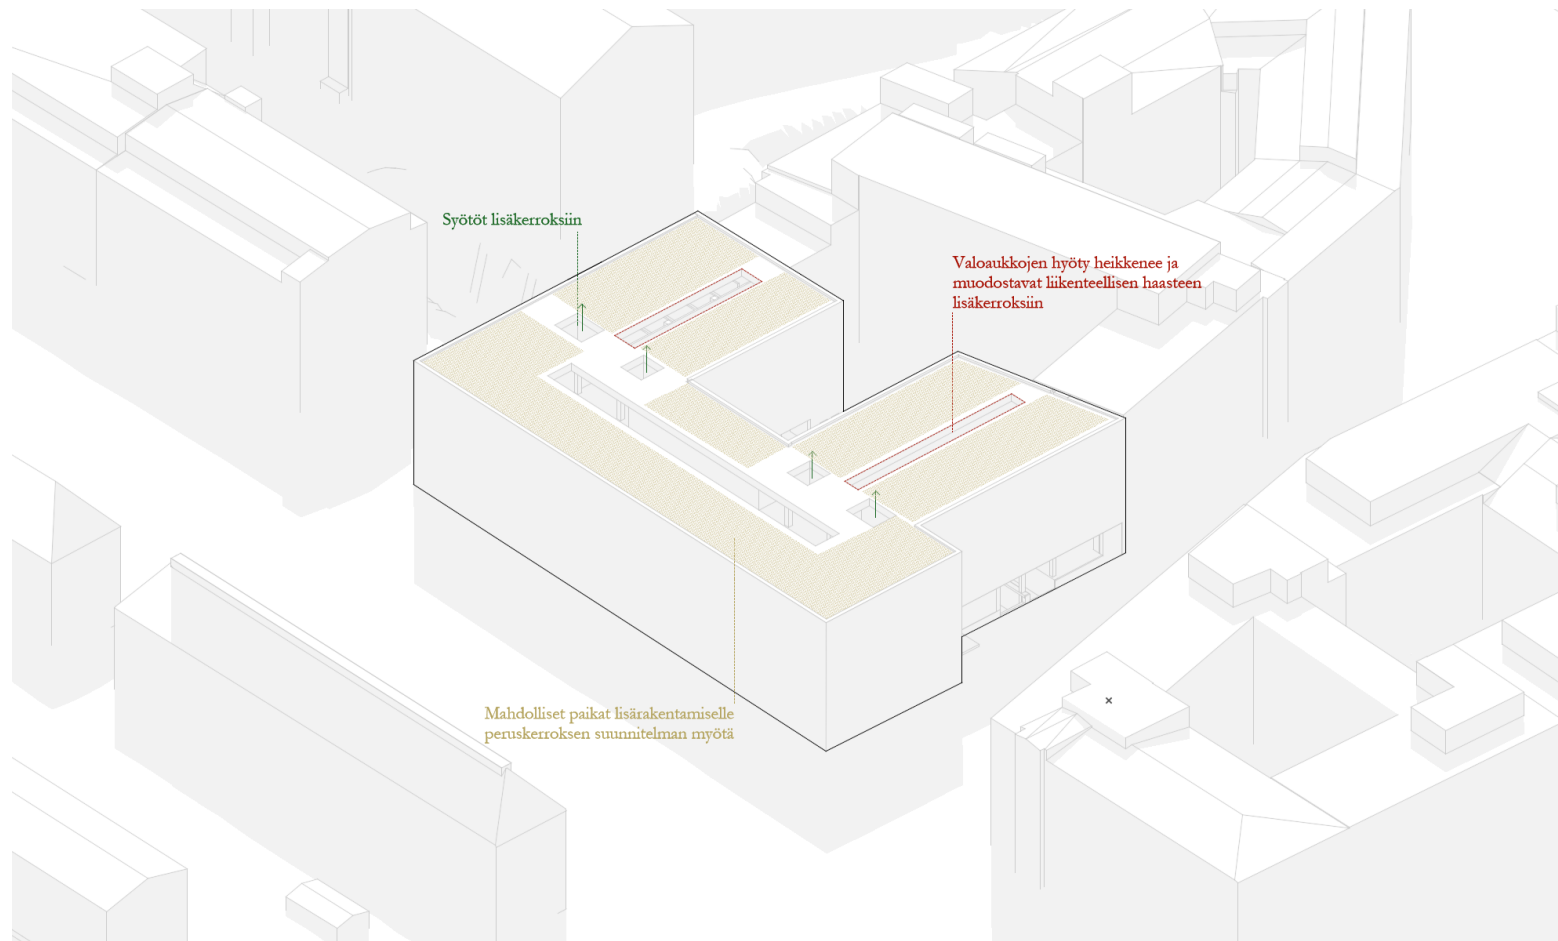 Syötöt lisäkerroksiin
Valoaukkojen hyöty heikkenee ja
muodostavat liikenteellisen haasteen
lisäkerroksiin
Mahdolliset paikat lisärakentamiselle
peruskerroksen suunnitelman myötä